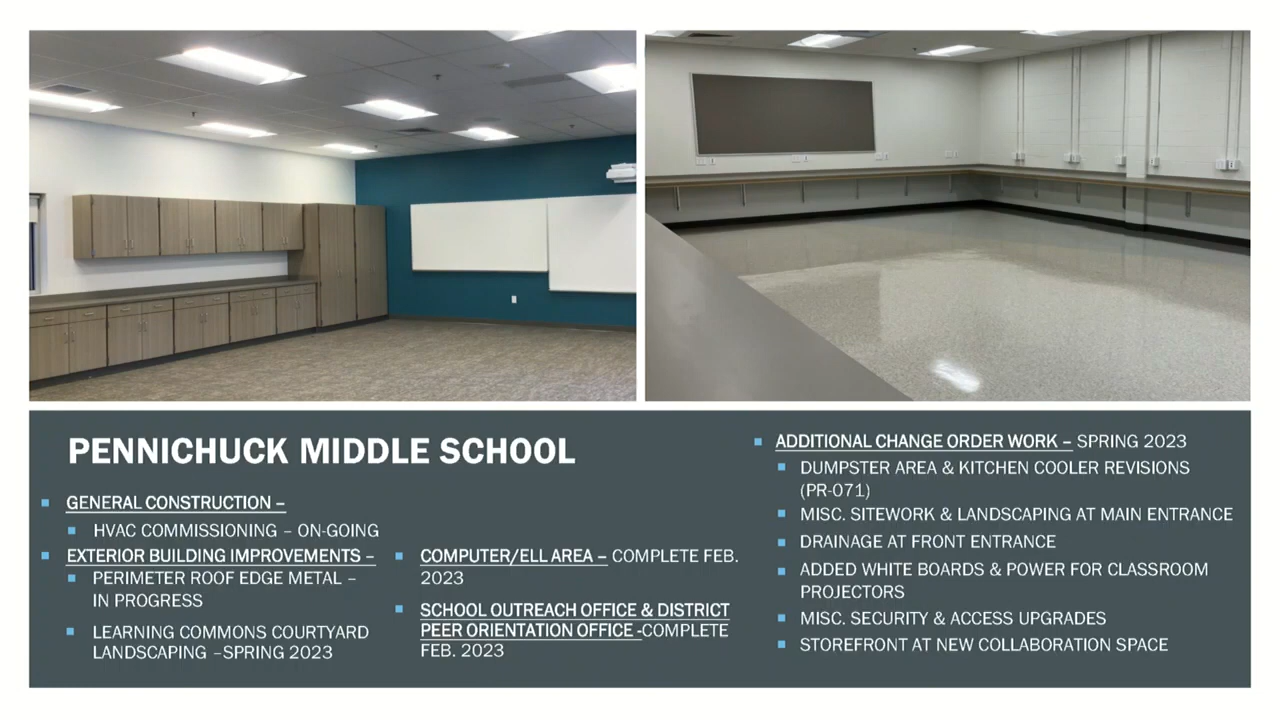 PENNICHUCK MIDDLE SCHOOL
GENERAL CONSTRUCTION –
HVAC COMMISSIONING – ON-GOING
EXTERIOR BUILDING IMPROVEMENTS –
PERIMETER ROOF EDGE METAL –
IN PROGRESS
LEARNING COMMONS COURTYARD
LANDSCAPING –SPRING 2023
COMPUTER/ELL AREA – COMPLETE FEB.
2023
SCHOOL OUTREACH OFFICE & DISTRICT
PEER ORIENTATION OFFICE -COMPLETE
FEB. 2023
ADDITIONAL CHANGE ORDER WORK – SPRING 2023
DUMPSTER AREA & KITCHEN COOLER REVISIONS
(PR-071)
MISC. SITEWORK & LANDSCAPING AT MAIN ENTRANCE
DRAINAGE AT FRONT ENTRANCE
ADDED WHITE BOARDS & POWER FOR CLASSROOM
PROJECTORS
MISC. SECURITY & ACCESS UPGRADES
STOREFRONT AT NEW COLLABORATION SPACE